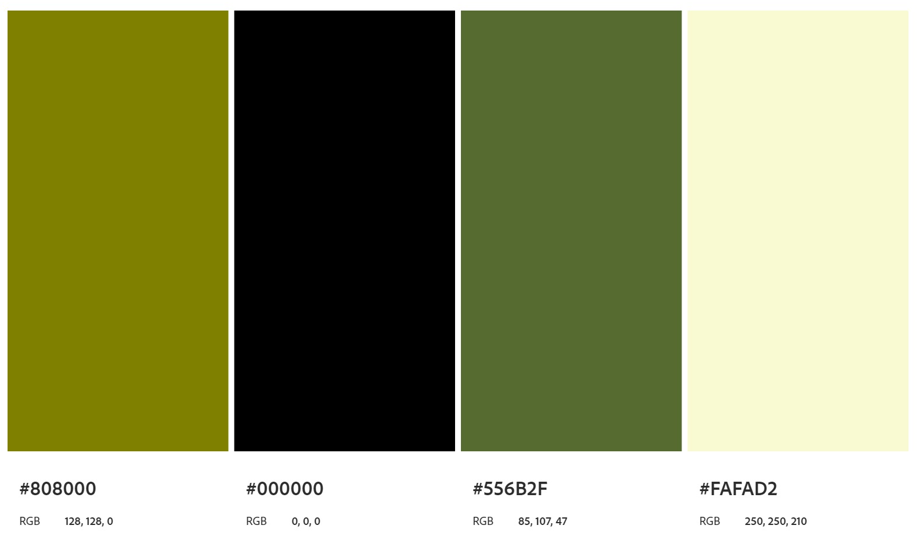 #808000 #000000 #556B2F #FAFAD2
RGB 128, 128, 0 RGB 0, 0, 0 RGB 85, 107, 47 RGB 250, 250, 210